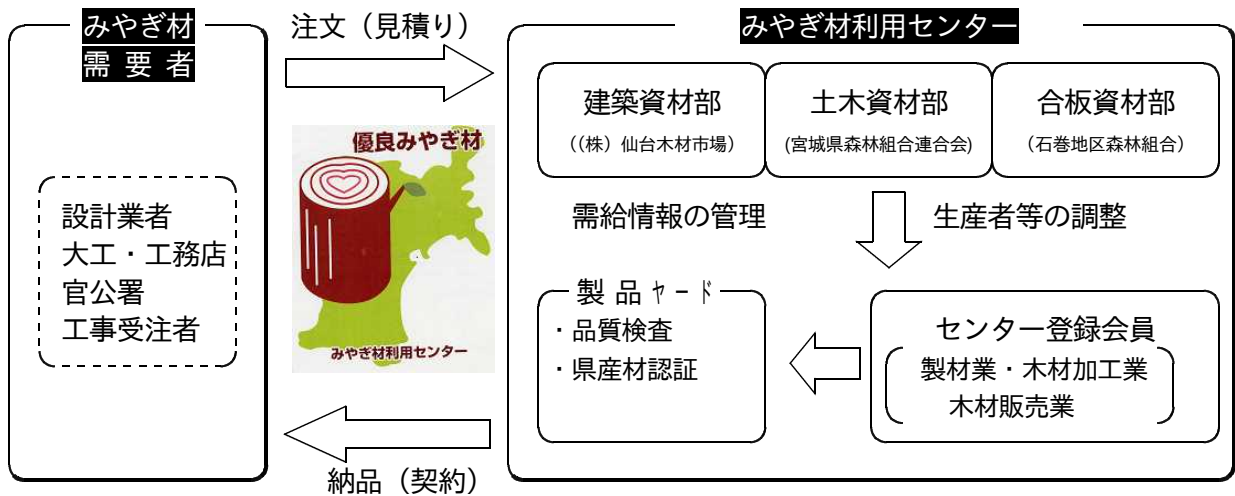 みやぎ材
需 要 者
設計業者
大工・工務店
官公署
工事受注者
注文（見積り）
優良みやぎ材
みやぎ材利用センター
納品（契約）
みやぎ材利用センター
建築資材部
((株）仙台木材市場）
土木資材部
(宮城県森林組合連合会)
合板資材部
（石巻地区森林組合）
需給情報の管理
生産者等の調整
センター登録会員
製材業・木材加工業
木材販売業
製 品 ﾔｰﾄﾞ
・品質検査
・県産材認証